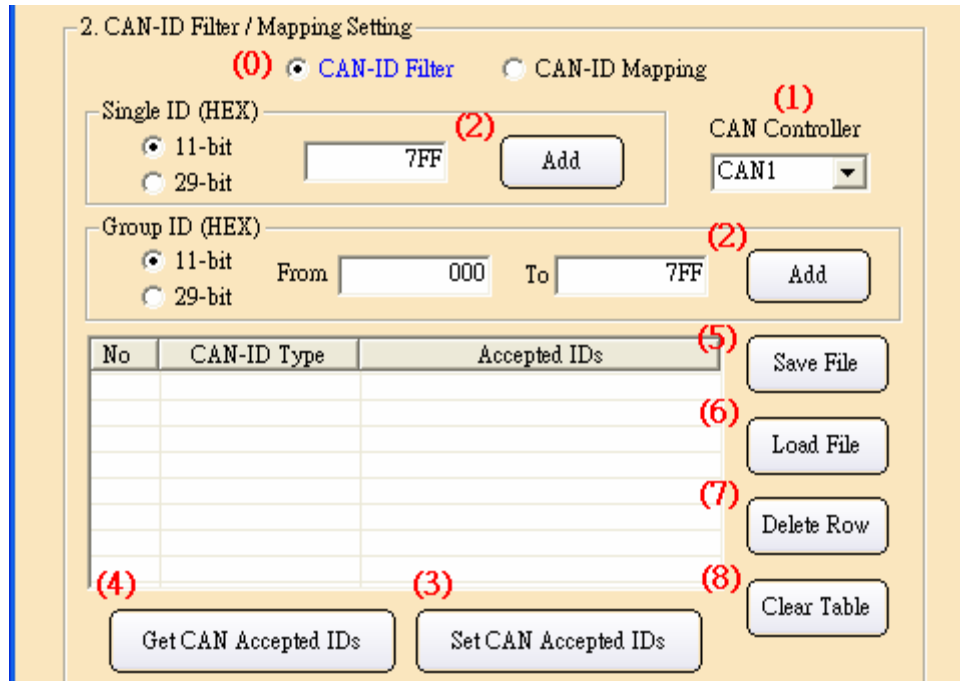 2. CAN-ID Filter / Mapping Setting
(0) CAN-ID Filter CAN-ID Mapping
Single ID (HEX)
11-bit
29-bit
7FF
(2)
Add
(1)
CAN Controller
CAN1
Group ID (HEX)
11-bit
29-bit
From 000 To 7FF
(2)
Add
No CAN-ID Type Accepted IDs
(5)
Save File
(6)
Load File
(7)
Delete Row
(8)
Clear Table
(4)
Get CAN Accepted IDs
(3)
Set CAN Accepted IDs